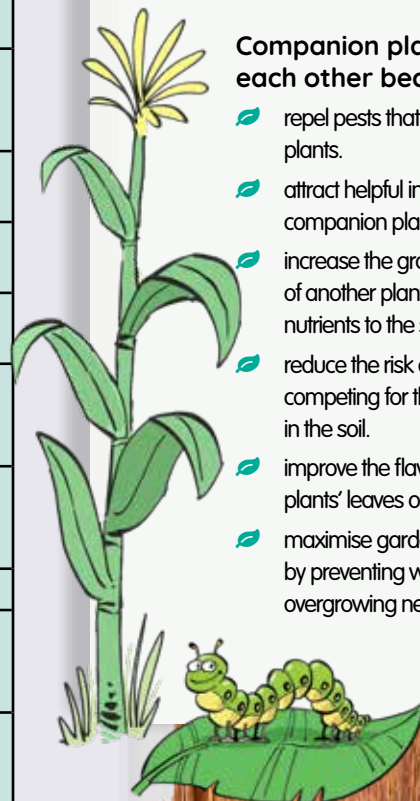 Companion pla
each other bec
repel pests that
plants.
attract helpful in
companion pla
increase the gro
of another plan
nutrients to the s
reduce the risk o
competing for th
in the soil.
improve the flav
plants' leaves o
maximise garde
by preventing w
overgrowing ne